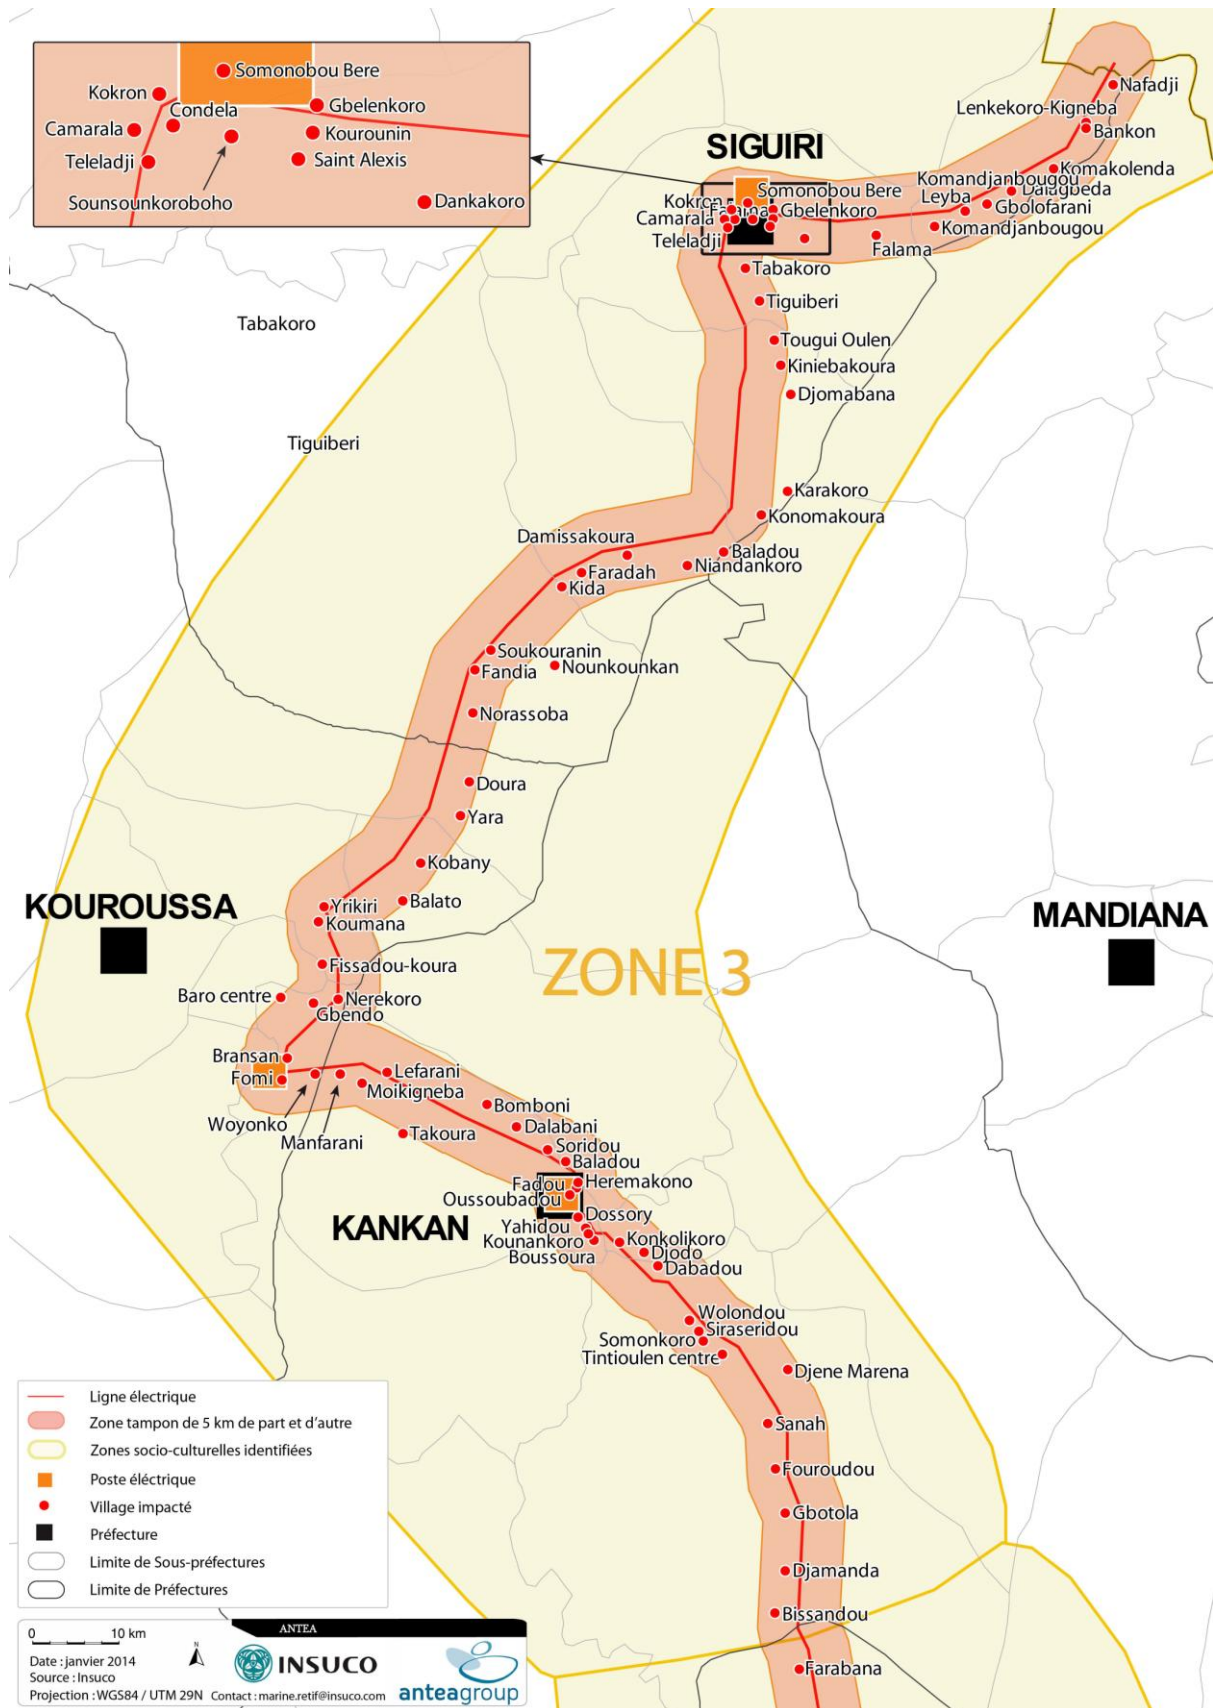 Somonobou Bere
Kokron
Gbelenkoro
Condela
Camarala
Kourounin
Teleladji
Saint Alexis
Sounsounkoroboho
Dankakoro
Nafadji
Lenkekoro-Kigneba
Bankon
SIGUIRI
Komakolenda
Komandjanbougou
Dalagbeda
Somonobou Bere
Kokron
Leyba
Gbolofarani
Falama
Gbelenkoro
Camarala
Komandjanbougou
Teleladji
Falama
Tabakoro
Tiguiberi
Tabakoro
Tougui Oulen
Kiniebakoura
Djomabana
Tiguiberi
Karakoro
Konomakoura
Damissakoura
Baladou
Niandankoro
Faradah
Kida
Soukouranin
Nounkounkan
Fandia
Norassoba
Doura
Yara
Kobany
KOUROUSSA
Balato
Yrikiri
MANDIANA
Koumana
ZONE 3
Fissadou-koura
Baro centre
Nerekoro
Gbendo
Bransan
Fomi
Lefarani
Moikigneba
Woyonko
Manfarani
Bomboni
Dalabani
Takoura
Soridou
Baladou
Heremakono
Fadou
Oussoubadou
KANKAN
Dossory
Yahidou
Kounankoro
Konkolikoro
Boussoura
Djodo
Dabadou
Wolondou
Siraseridou
Somonkoro
Tintioulen centre
Djene Marena
Sanah
Fouroudou
Gbotola
Djamanda
Bissandou
Farabana
Ligne électrique
Zone tampon de 5 km de part et d'autre
Zones socio-culturelles identifiées
Poste éléctrique
Village impacté
Préfecture
Limite de Sous-préfectures
Limite de Préfectures
0 10 km
ANTEA
N
Date : janvier 2014
Source : Insuco
Projection : WGS84 / UTM 29N
INSUCO
Contact : marine.retif@insuco.com
anteagroup